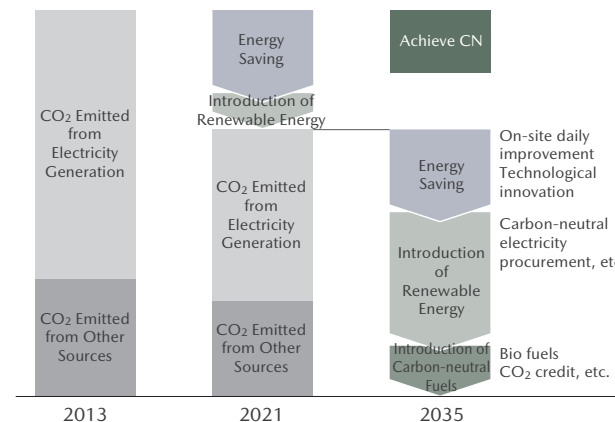 CO2 Emitted
from
Electricity
Generation
CO2 Emitted
from Other
Sources
2013
Energy
Saving
Introduction of
Renewable Energy
CO2 Emitted
from
Electricity
Generation
CO2 Emitted
from Other
Sources
2021
Achieve CN
Energy
Saving
On-site daily
improvement
Technological
innovation
Introduction
of
Renewable
Energy
Carbon-neutral
electricity
procurement, etc
Introduction of
Carbon-neutral
Fuels
Bio fuels
CO2 credit, etc.
2035